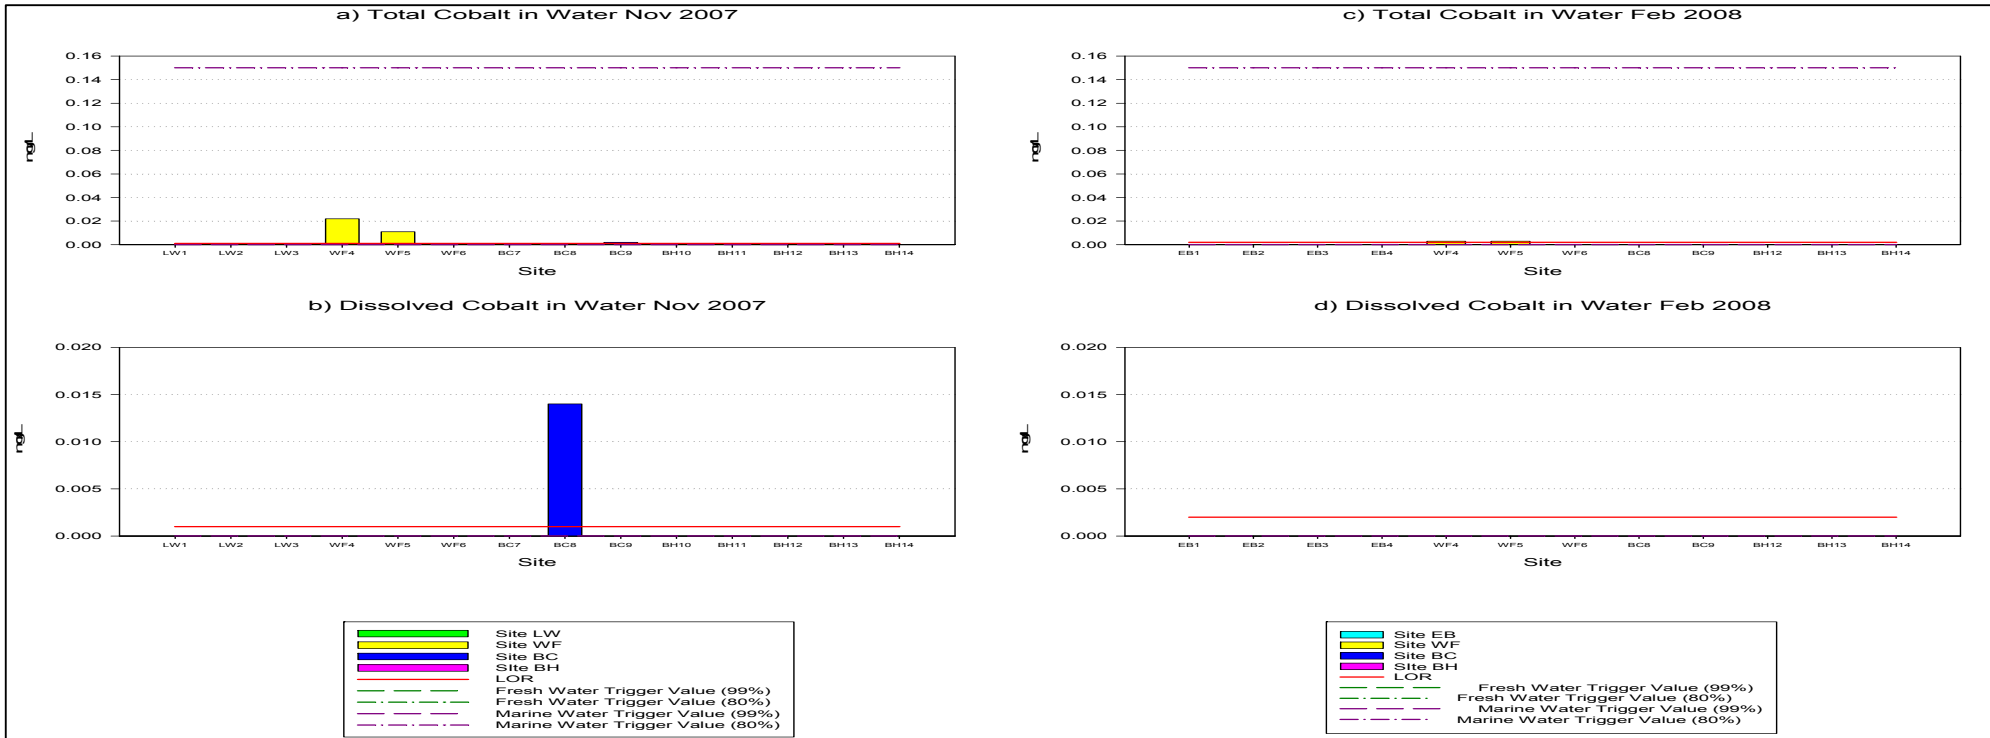 a) Total Cobalt in Water Nov 2007
0.16
0.14
0.12
0.10
0.08
0.06
0.04
0.02
0.00
LW1 LW2 LW3 WF4 WF5 WF6 BC7 BC8 BC9 BH10 BH11 BH12 BH13 BH14
Site
b) Dissolved Cobalt in Water Nov 2007
0.020
0.015
0.010
0.005
0.000
LW1 LW2 LW3 WF4 WF5 WF6 BC7 BC8 BC9 BH10 BH11 BH12 BH13 BH14
Site
Site LW
Site WF
Site BC
SIte BH
LOR
Fresh Water Trigger Value (99%)
Fresh Water Trigger Value (80%)
Marine Water Trigger Value (99%)
Marine Water Trigger Value (80%)
c) Total Cobalt in Water Feb 2008
0.16
0.14
0.12
0.10
0.08
0.06
0.04
0.02
0.00
EB1 EB2 EB3 EB4 WF4 WF5 WF6 BC8 BC9 BH12 BH13 BH14
Site
d) Dissolved Cobalt in Water Feb 2008
0.020
0.015
0.010
0.005
0.000
EB1 EB2 EB3 EB4 WF4 WF5 WF6 BC8 BC9 BH12 BH13 BH14
Site
Site EB
Site WF
Site BC
SIte BH
LOR
Fresh Water Trigger Value (99%)
Fresh Water Trigger Value (80%)
Marine Water Trigger Value (99%)
Marine Water Trigger Value (80%)